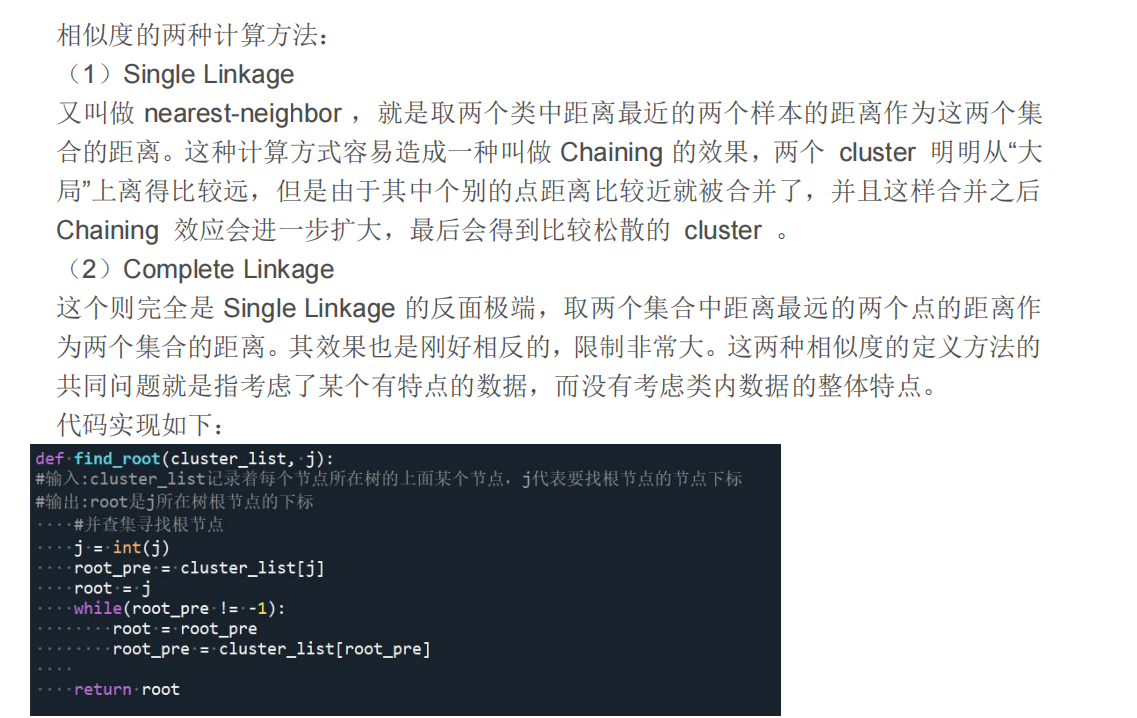 相似度的两种计算方法：
（1）Single Linkage
又叫做 nearest-neighbor ，就是取两个类中距离最近的两个样本的距离作为这两个集
合的距离。这种计算方式容易造成一种叫做 Chaining 的效果，两个 cluster 明明从“大
局”上离得比较远，但是由于其中个别的点距离比较近就被合并了，并且这样合并之后
Chaining 效应会进一步扩大，最后会得到比较松散的 cluster 。
（2）Complete Linkage
这个则完全是 Single Linkage 的反面极端，取两个集合中距离最远的两个点的距离作
为两个集合的距离。其效果也是刚好相反的，限制非常大。这两种相似度的定义方法的
共同问题就是指考虑了某个有特点的数据，而没有考虑类内数据的整体特点。
代码实现如下：
def find_root(cluster_list, j):
#输入:cluster_list记录着每个节点所在树的上面某个节点，j代表要找根节点的节点下标
#输出:root是j所在树根节点的下标
    #并查集寻找根节点
    j = int(j)
    root_pre = cluster_list[j]
    root = j
    while(root_pre != -1):
        root = root_pre
        root_pre = cluster_list[root_pre]
    return root